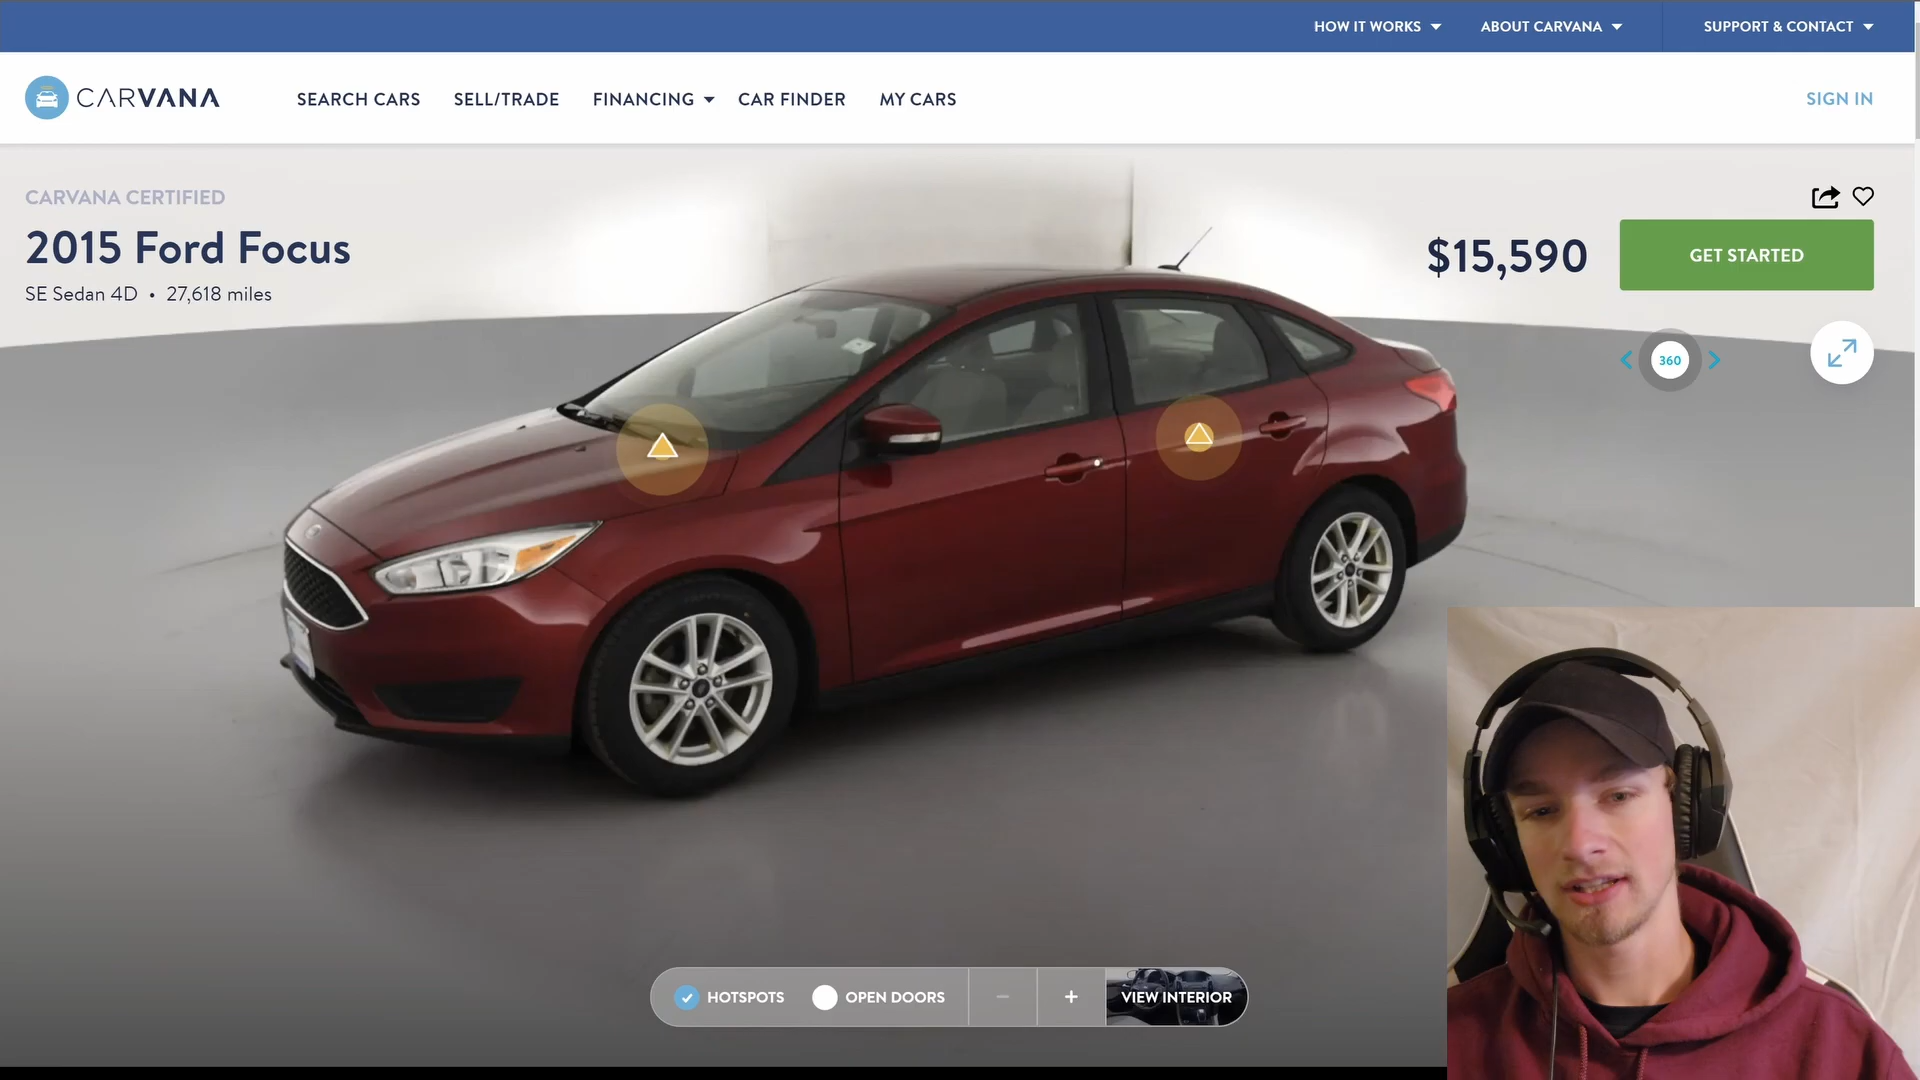 HOW IT WORKS
ABOUT CARVANA
SUPPORT & CONTACT
CARVANA
SEARCH CARS
SELL/TRADE
FINANCING
CAR FINDER
MY CARS
SIGN IN
CARVANA CERTIFIED
2015 Ford Focus
SE Sedan 4D • 27,618 miles
$15,590
GET STARTED
360
HOTSPOTS
OPEN DOORS
VIEW INTERIOR